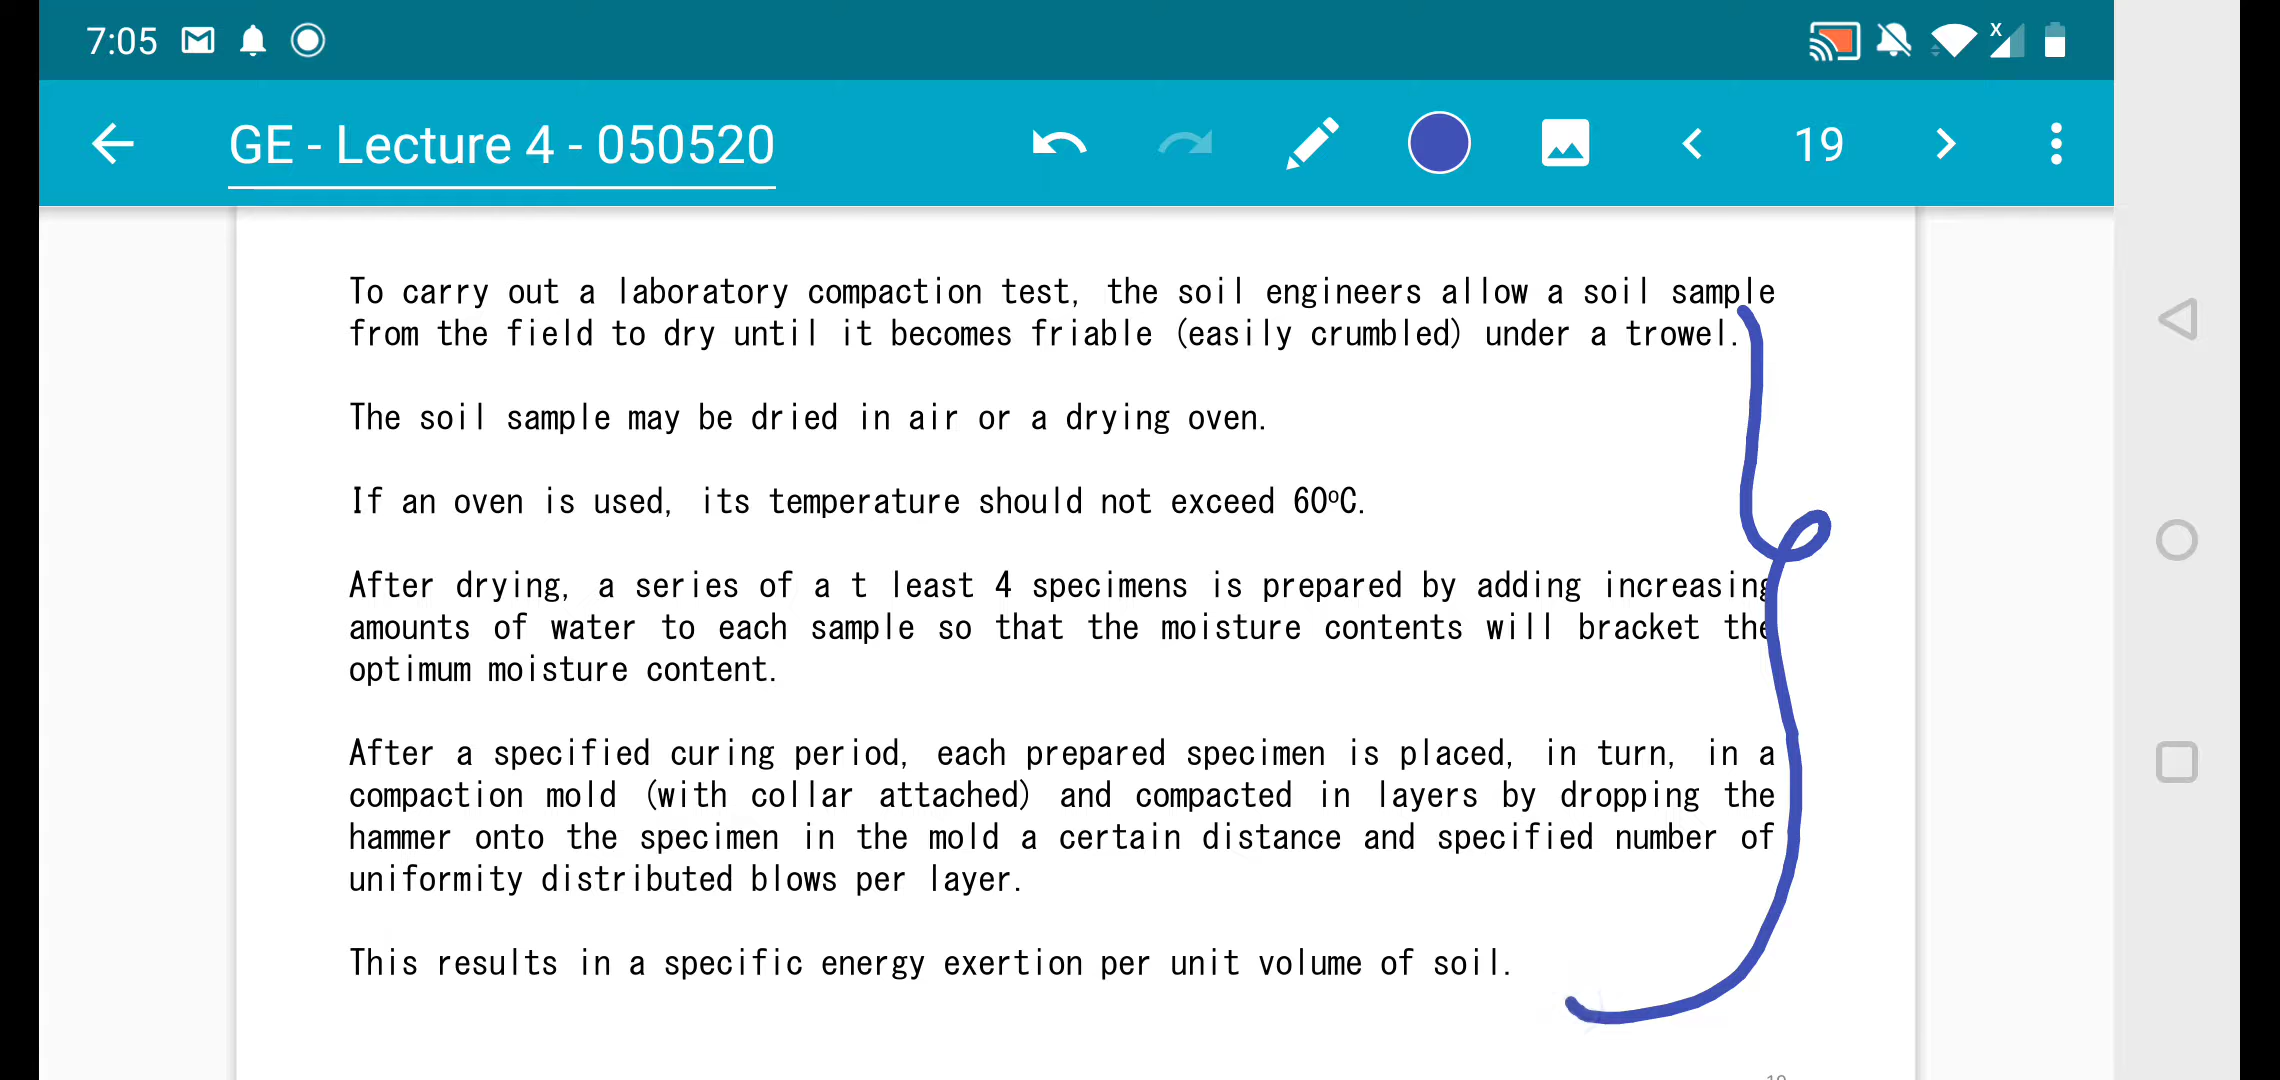 7:05
GE - Lecture 4 - 050520
19
To carry out a laboratory compaction test, the soil engineers allow a soil sample
from the field to dry until it becomes friable (easily crumbled) under a trowel.
The soil sample may be dried in air or a drying oven.
If an oven is used, its temperature should not exceed 60ºC.
After drying, a series of a t least 4 specimens is prepared by adding increasing
amounts of water to each sample so that the moisture contents will bracket the
optimum moisture content.
After a specified curing period, each prepared specimen is placed, in turn, in a
compaction mold (with collar attached) and compacted in layers by dropping the
hammer onto the specimen in the mold a certain distance and specified number of
uniformity distributed blows per layer.
This results in a specific energy exertion per unit volume of soil.